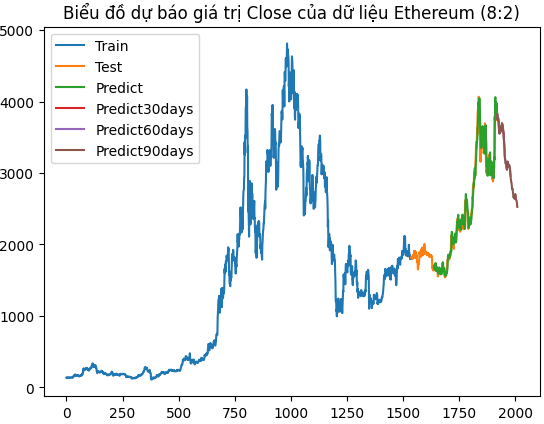 Biểu đồ dự báo giá trị Close của dữ liệu Ethereum (8:2)
5000
4000
3000
2000
1000
0
Train
Test
Predict
Predict30days
Predict60days
Predict90days
0 250 500 750 1000 1250 1500 1750 2000